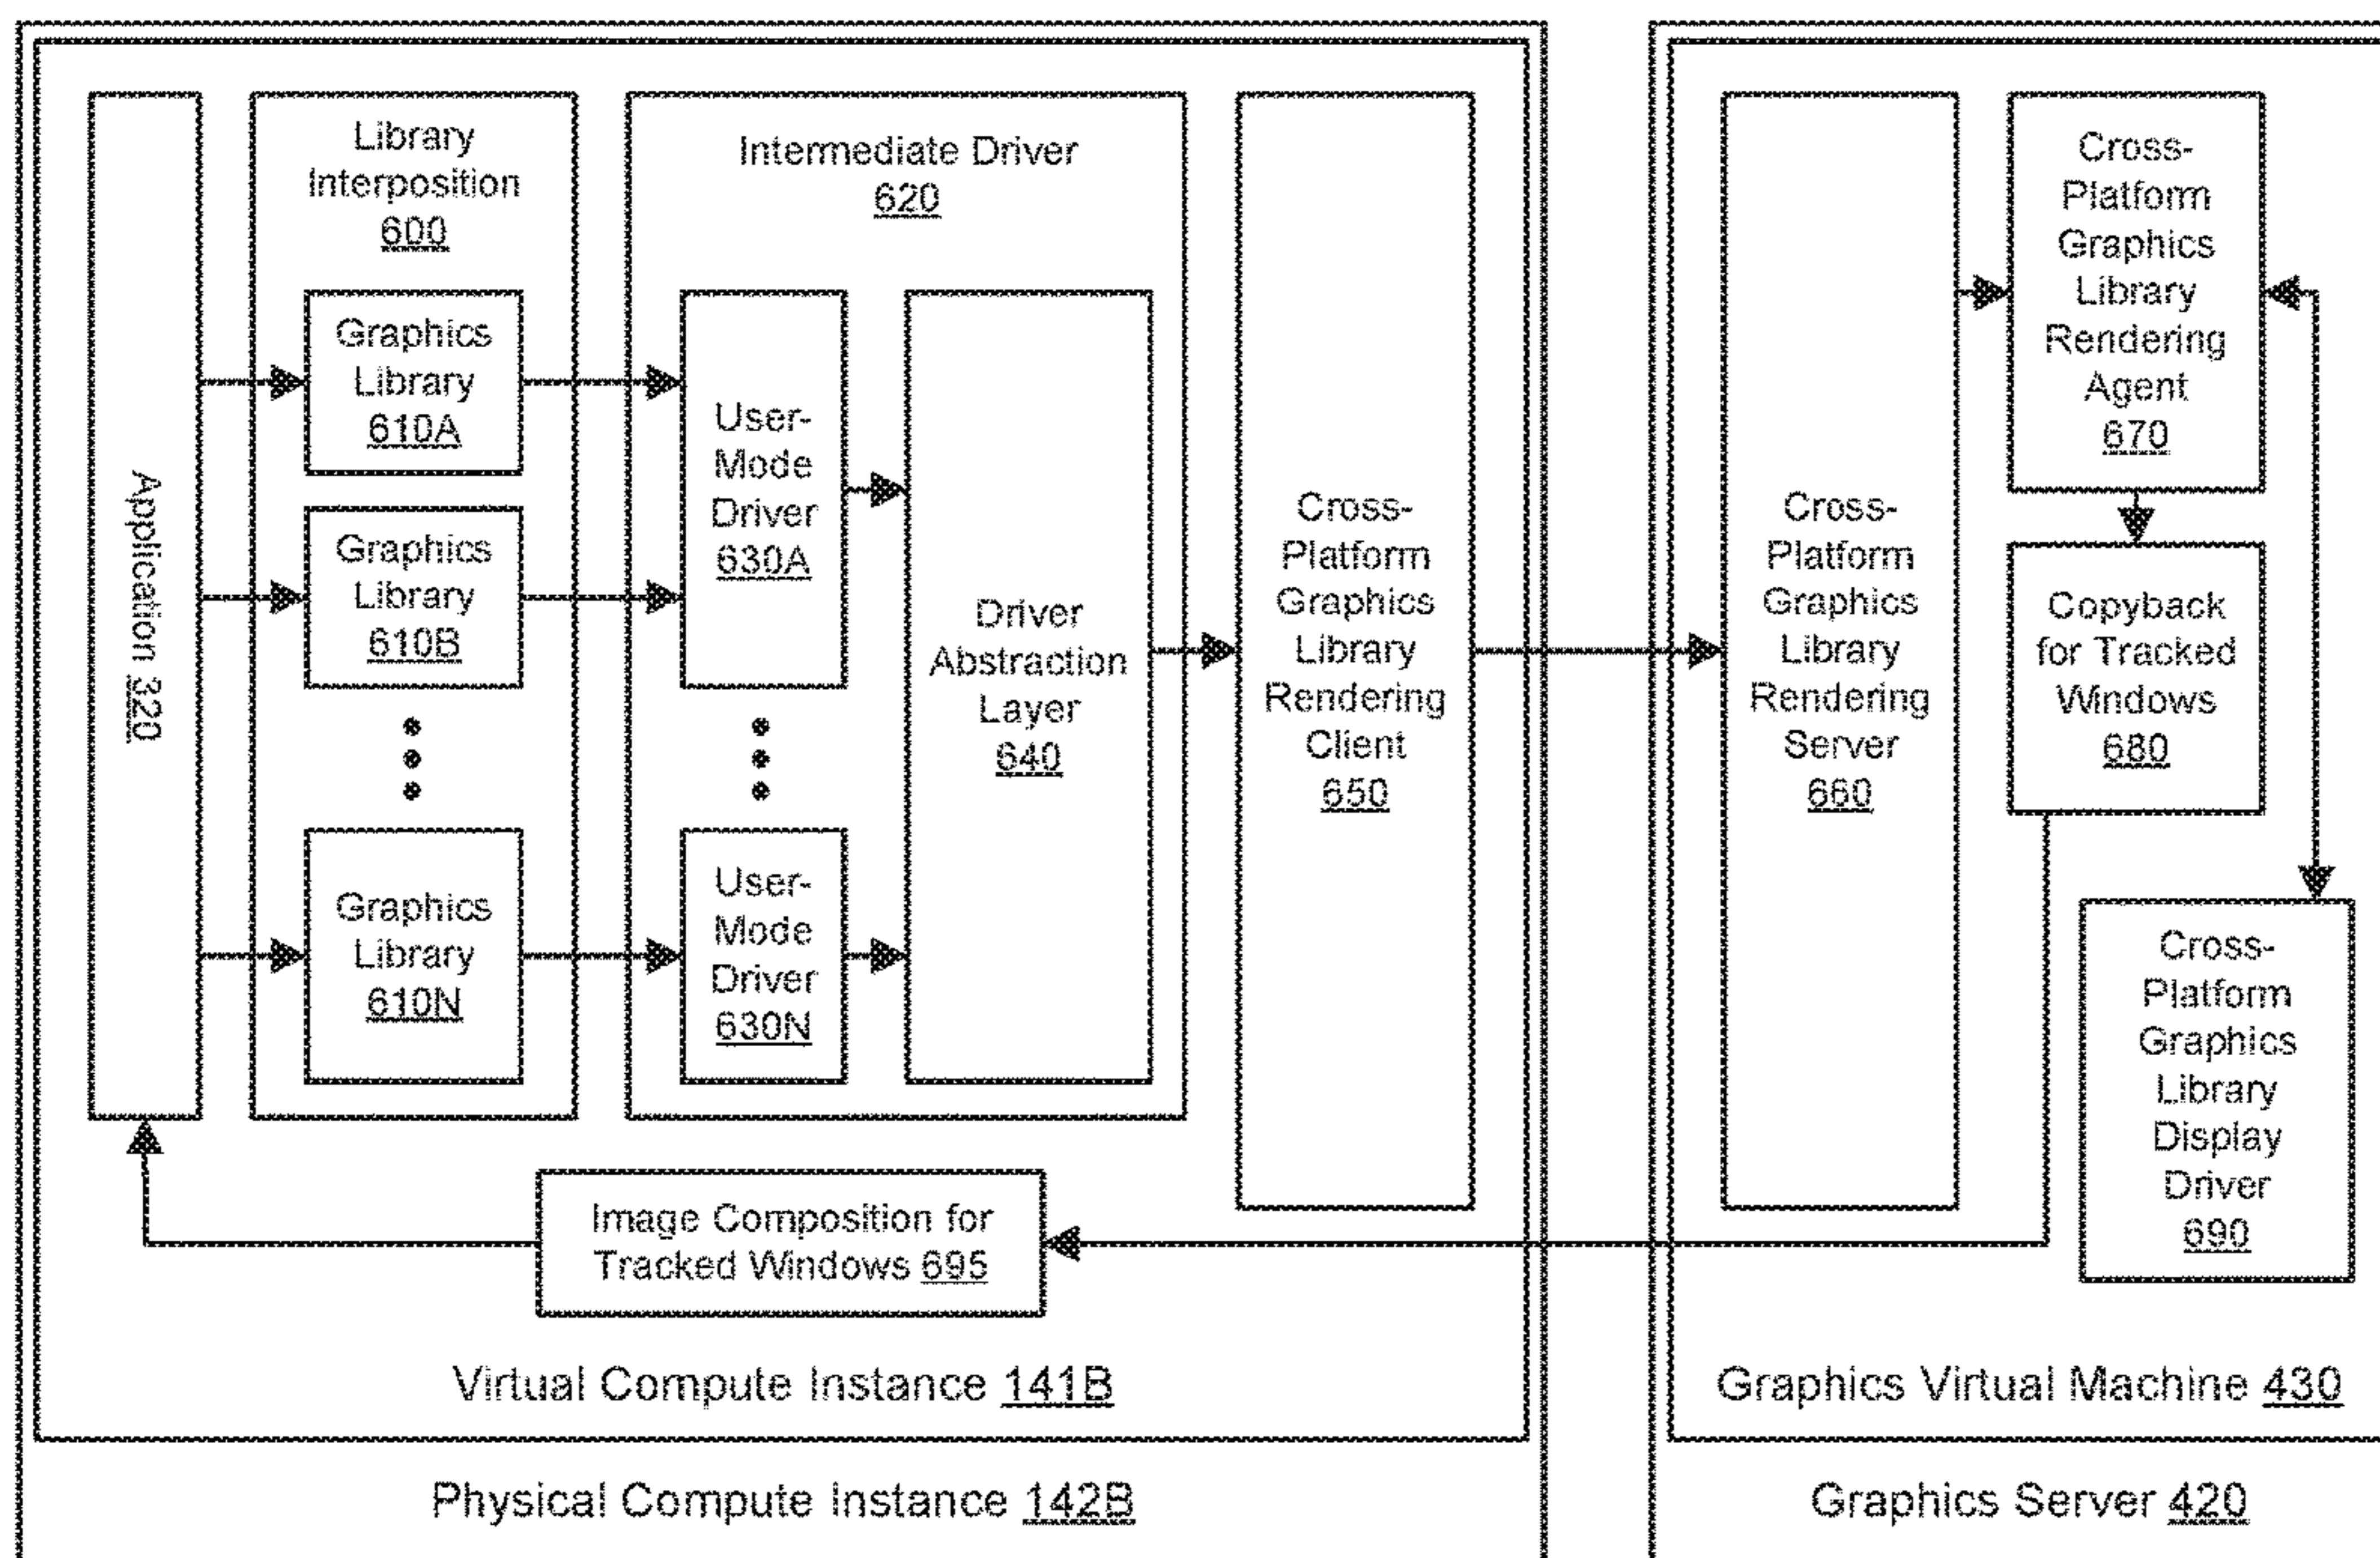 Application 320
Library
Interposition
600
Graphics
Library
610A
Graphics
Library
610B
Graphics
Library
610N
Intermediate Driver
620
User-
Mode
Driver
630A
User-
Mode
Driver
630N
Driver
Abstraction
Layer
640
Cross-
Platform
Graphics
Library
Rendering
Client
650
Image Composition for
Tracked Windows 695
Virtual Compute Instance 141B
Physical Compute Instance 142B
Cross-
Platform
Graphics
Library
Rendering
Server
660
Cross-
Platform
Graphics
Library
Rendering
Agent
670
Copyback
for Tracked
Windows
680
Cross-
Platform
Graphics
Library
Display
Driver
690
Graphics Virtual Machine 430
Graphics Server 420